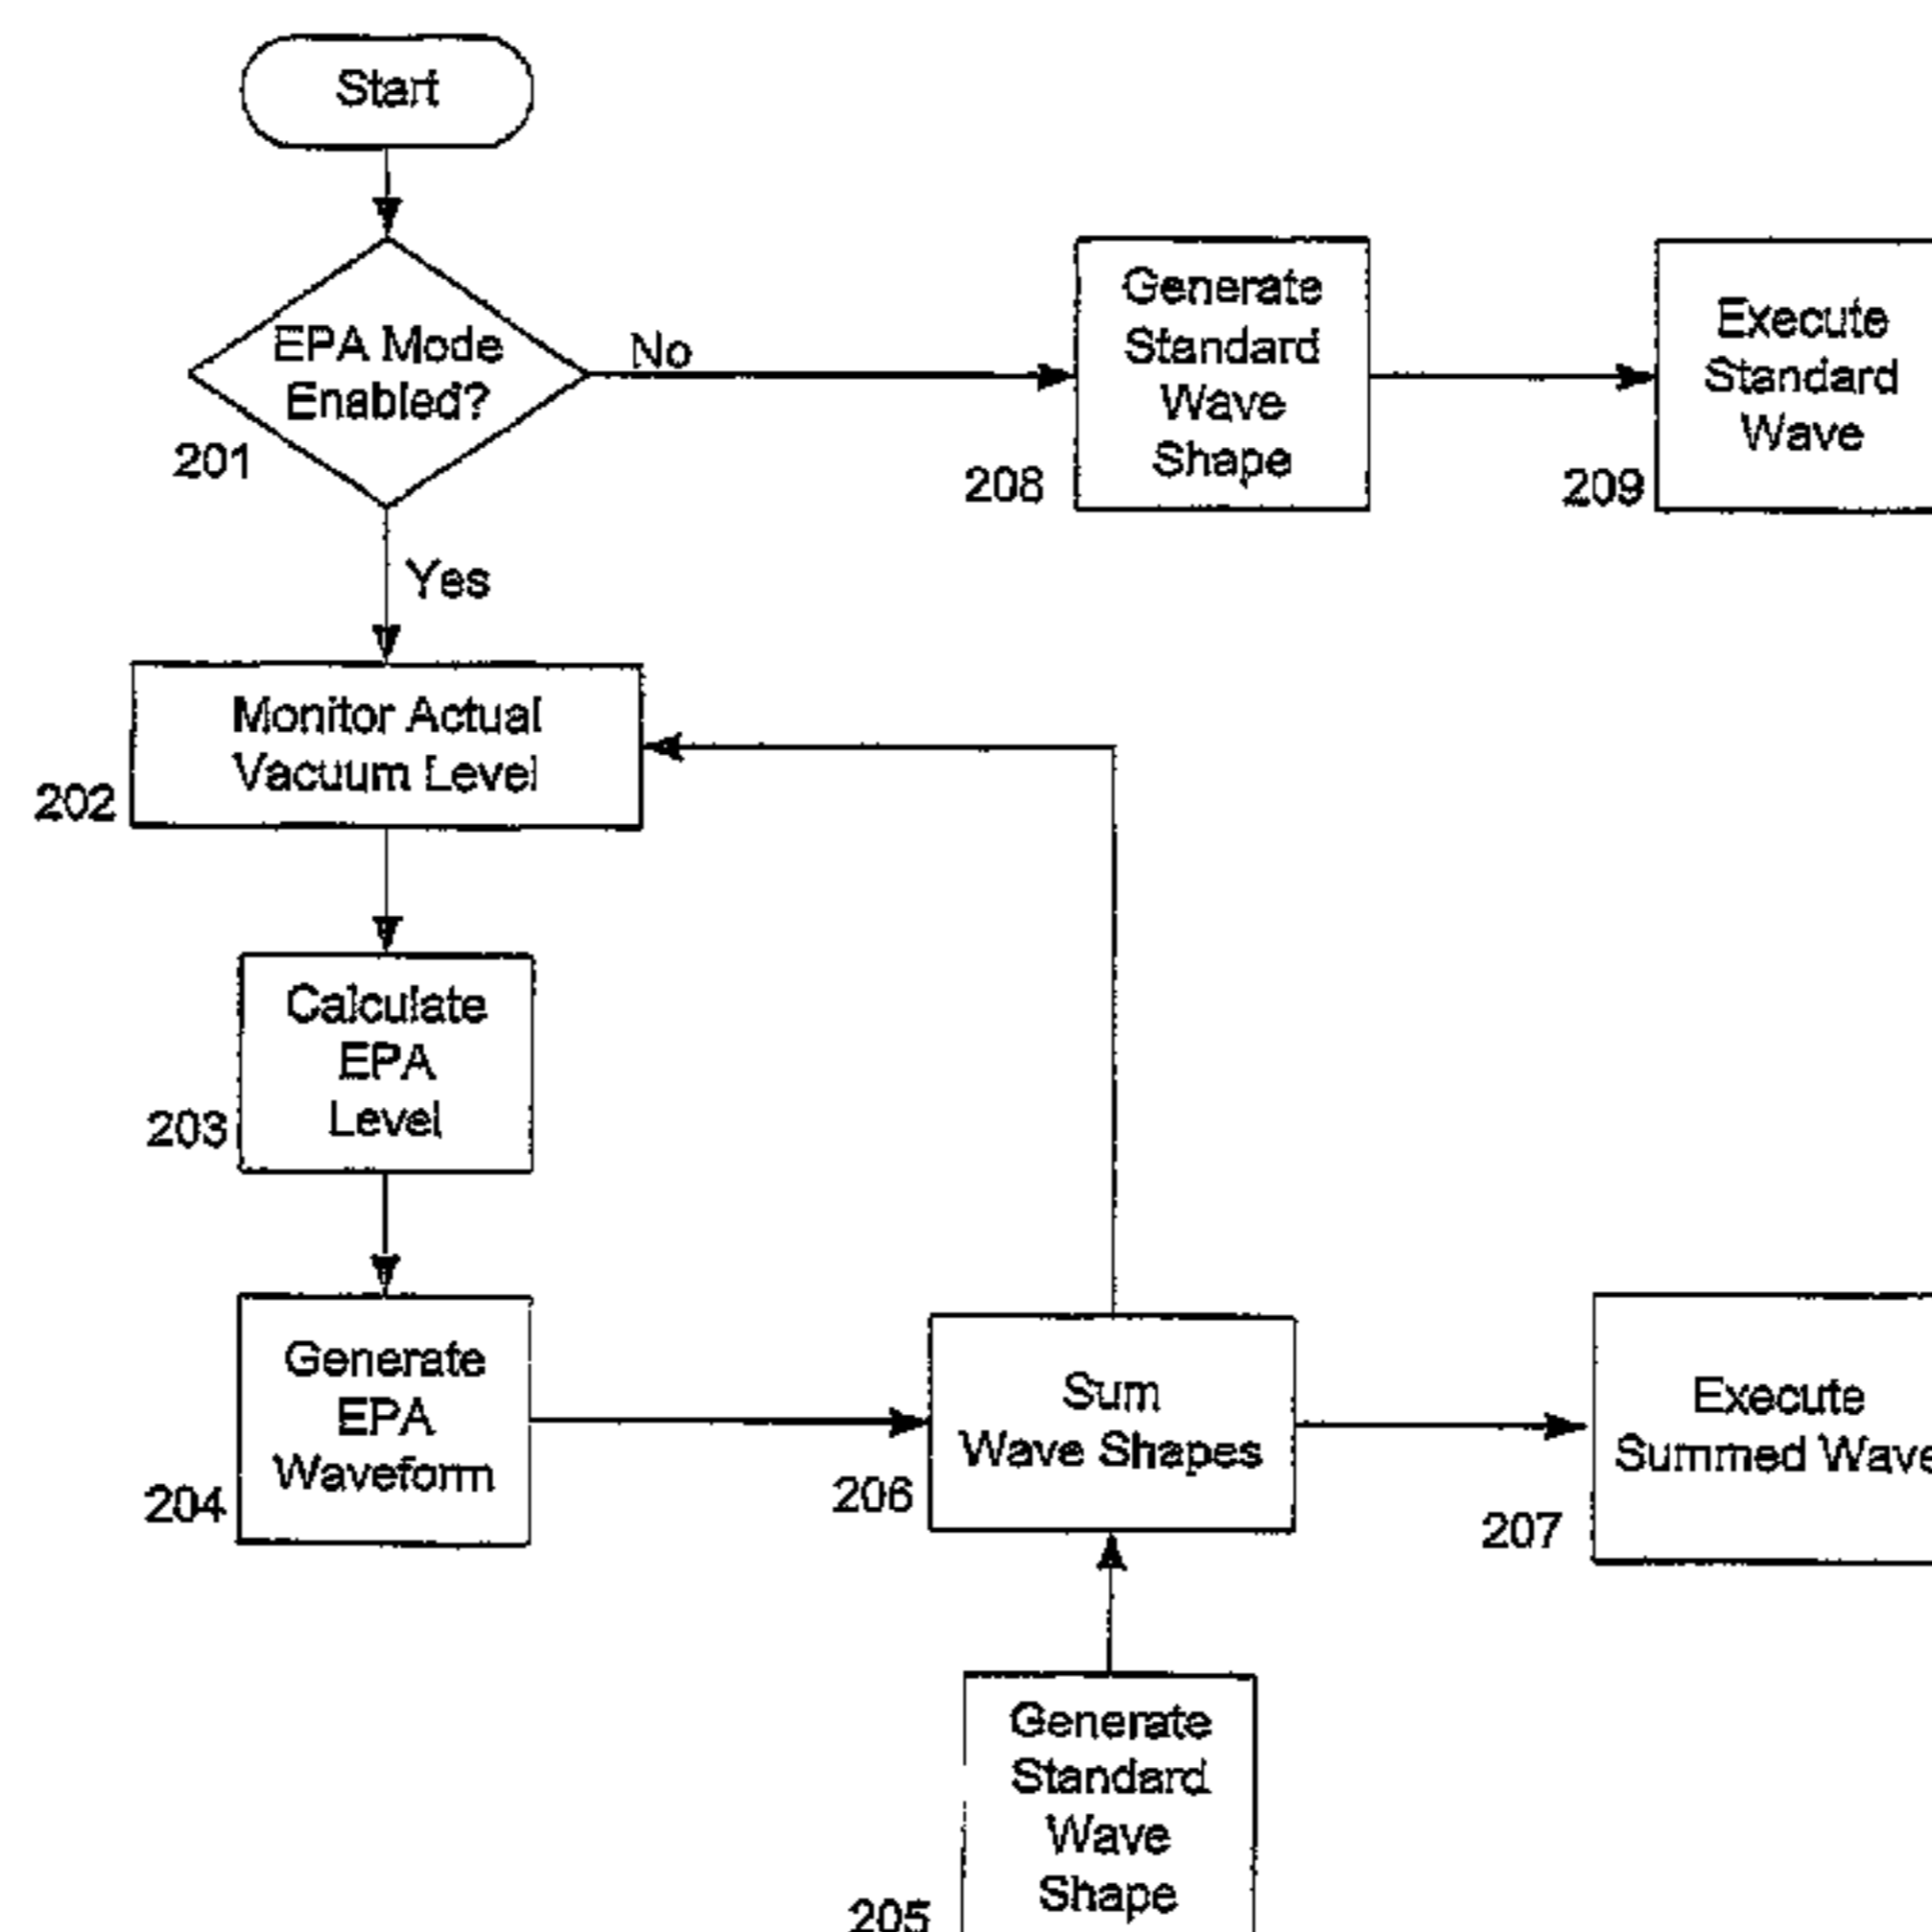 Start
EPA Mode
Enabled?
201
No
Generate
Standard
Wave
Shape
208
Execute
Standard
Wave
209
Yes
Monitor Actual
Vacuum Level
202
Calculate
EPA
Level
203
Generate
EPA
Waveform
204
Sum
Wave Shapes
206
Execute
Summed Wave
207
Generate
Standard
Wave
Shape
205